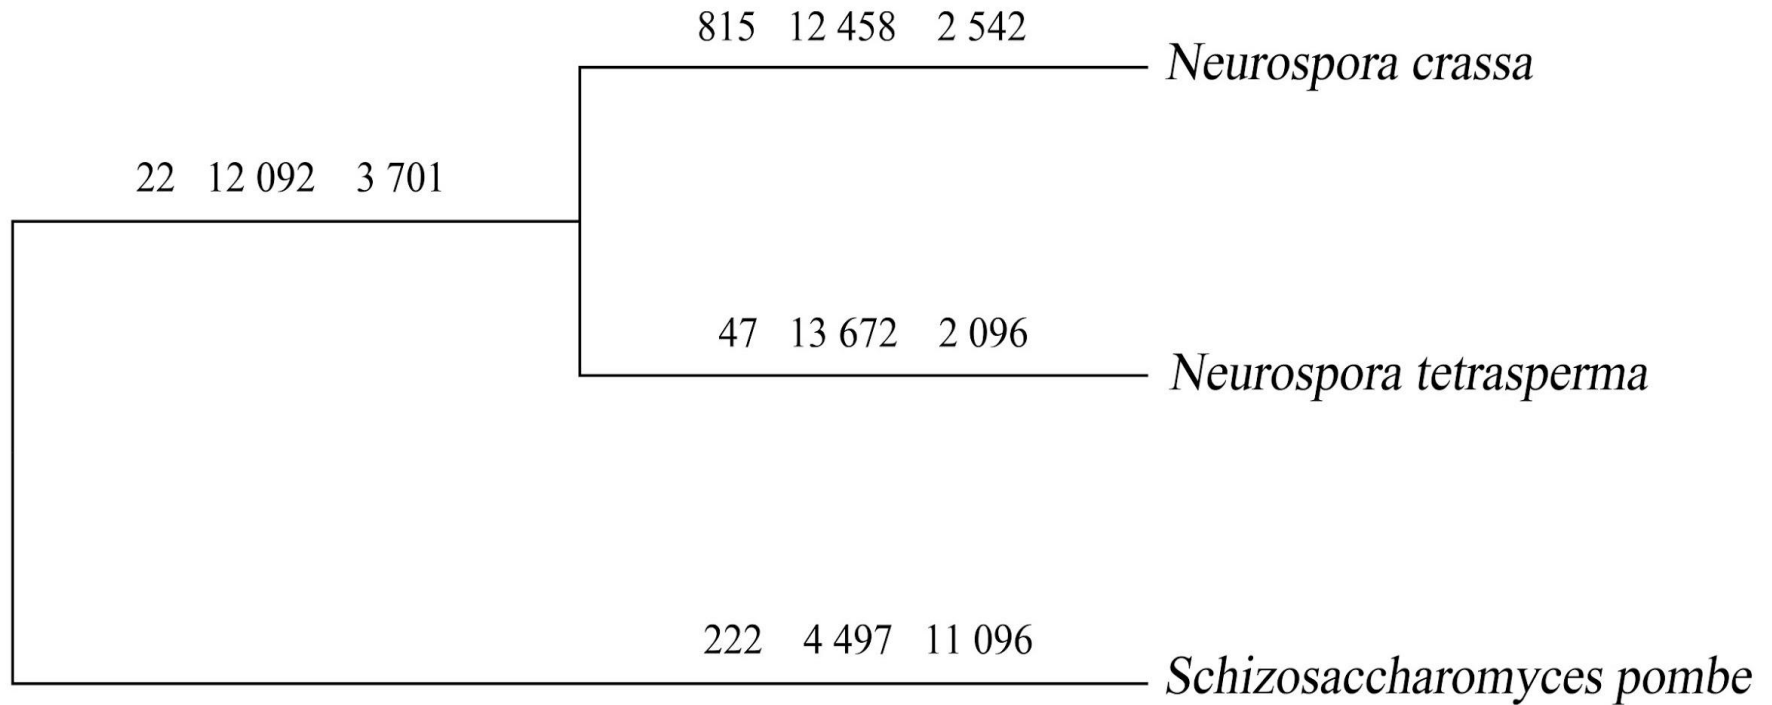 815 12 458 2 542
Neurospora crassa
22 12 092 3 701
47 13 672 2 096
Neurospora tetrasperma
222 4 497 11 096
Schizosaccharomyces pombe